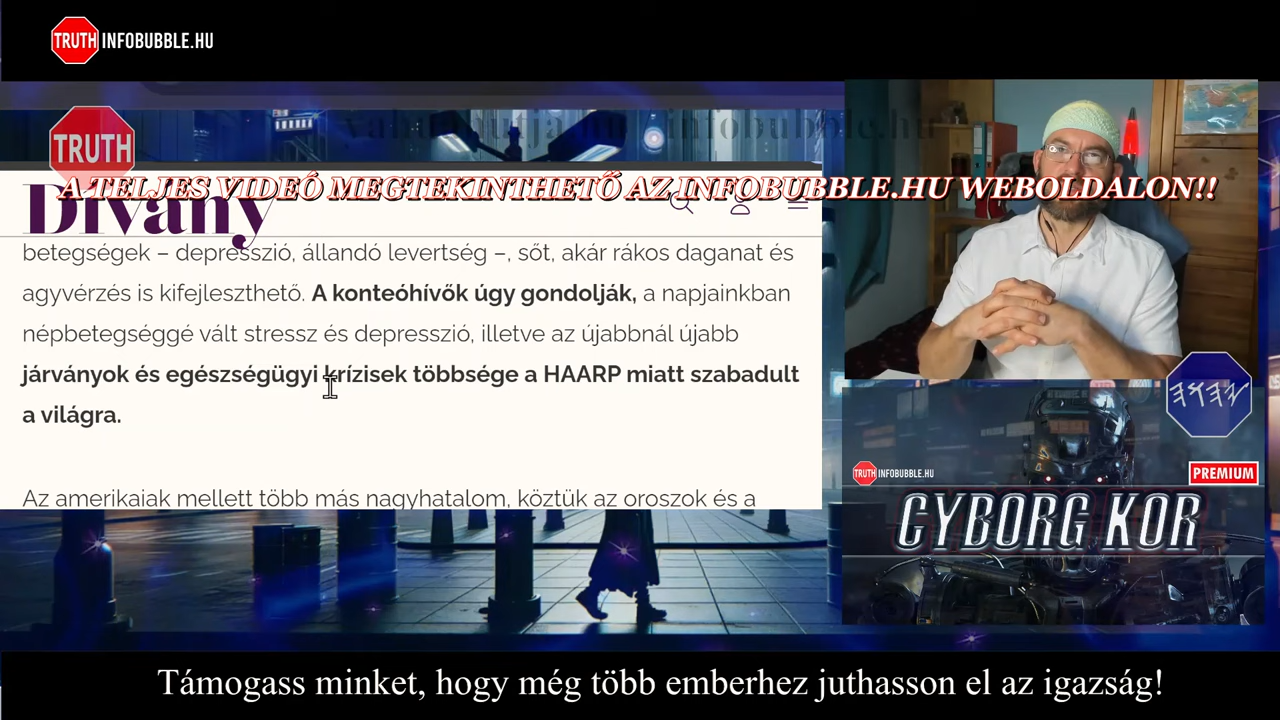 TRUTH INFOBUBBLE.HU
TRUTH
A TELJES VIDEÓ MEGTEKINTHETŐ AZ INFOBUBBLE.HU WEBOLDALON!!
Dívány
betegségek – depresszió, állandó levertség –, sőt, akár rákos daganat és
agyvérzés is kifejleszthető. A konteóhívők úgy gondolják, a napjainkban
népbetegséggé vált stressz és depresszió, illetve az újabbnál újabb
járványok és egészségügyi krízisek többsége a HAARP miatt szabadult
a világra.
Az amerikaiak mellett több más nagyhatalom, köztük az oroszok és a
TRUTH INFOBUBBLE.HU
PREMIUM
CYBORG KOR
Támogass minket, hogy még több emberhez juthasson el az igazság!